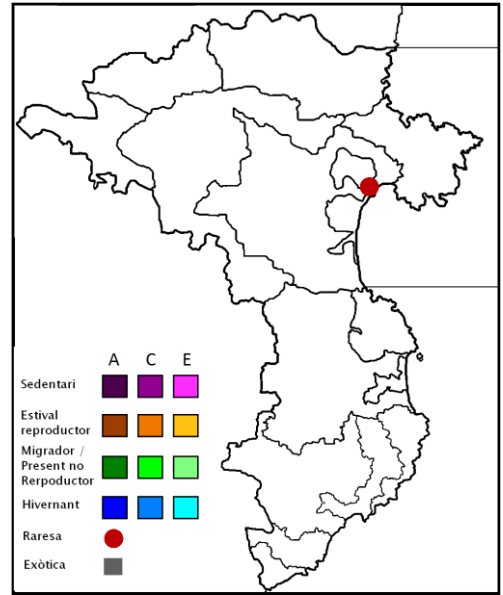 A C E
Sedentari
Estival
reproductor
Migrador /
Present no
Rerpoductor
Hivernant
Raresa
Exòtica